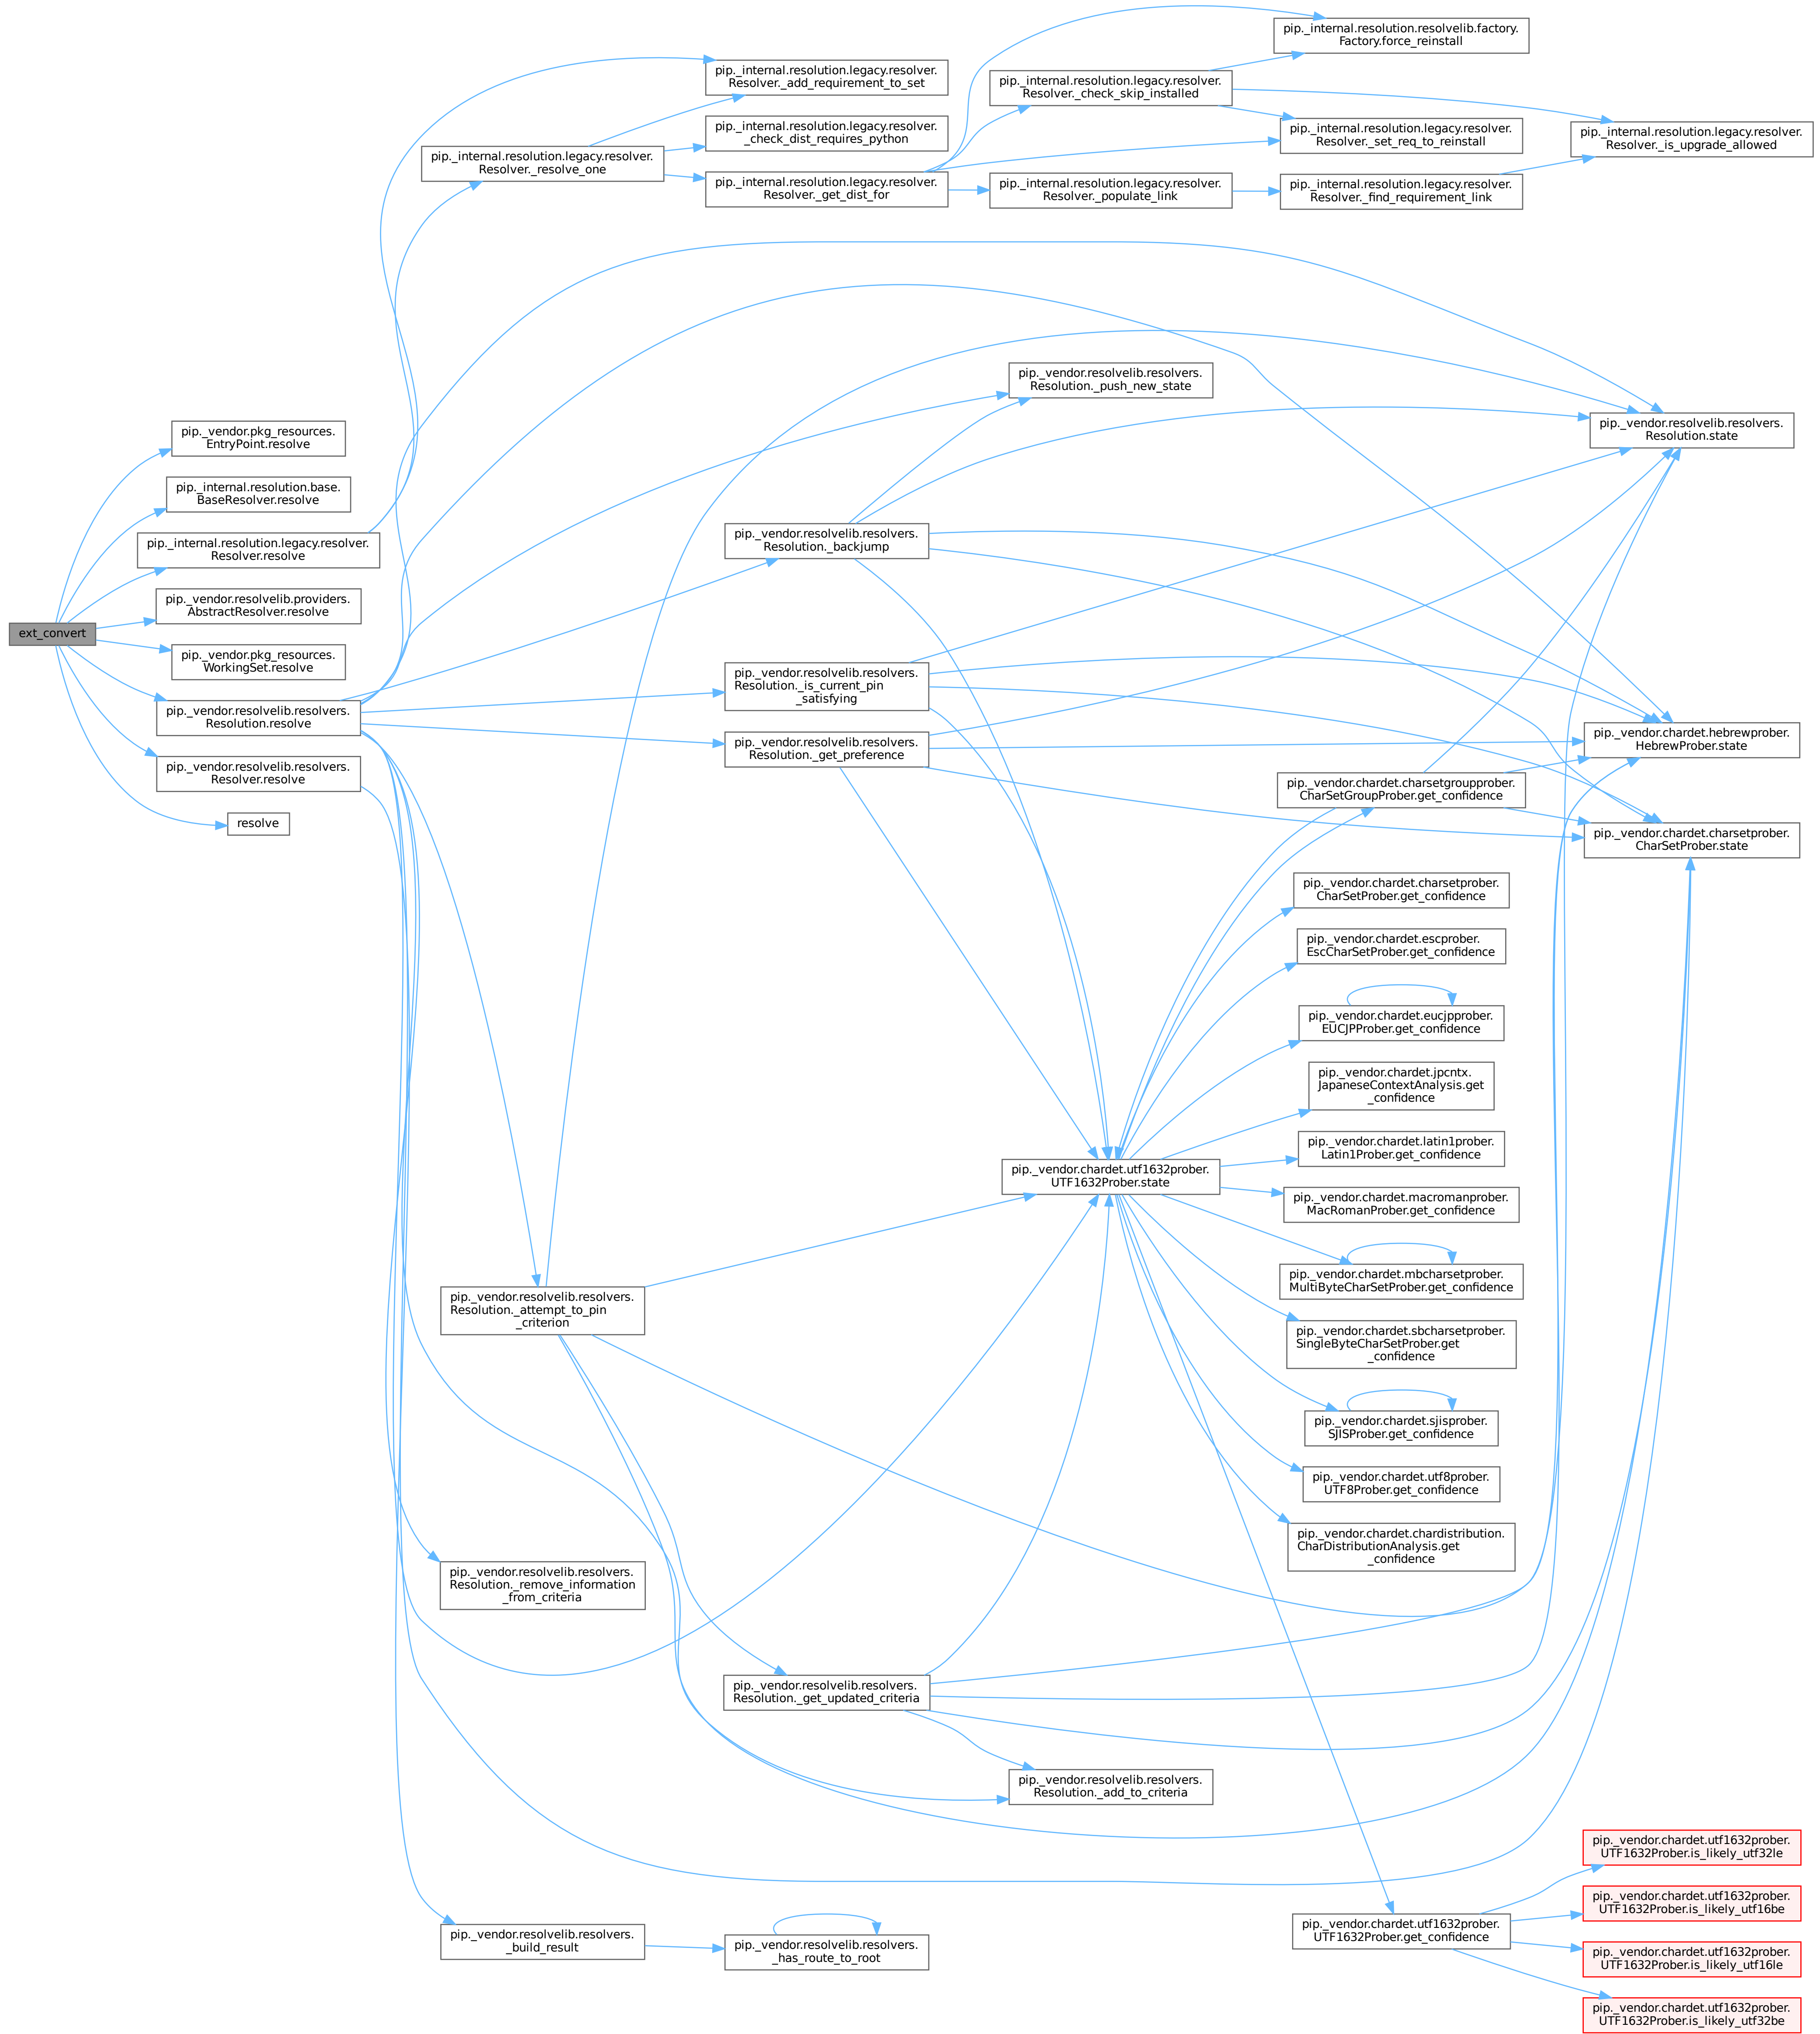 ext_convert
pip._vendor.pkg_resources.
EntryPoint.resolve
pip._internal.resolution.base.
BaseResolver.resolve
pip._internal.resolution.legacy.resolver.
Resolver.resolve
pip._vendor.resolvelib.providers.
AbstractResolver.resolve
pip._vendor.pkg_resources.
WorkingSet.resolve
pip._vendor.resolvelib.resolvers.
Resolution.resolve
pip._vendor.resolvelib.resolvers.
Resolver.resolve
resolve
pip._internal.resolution.legacy.resolver.
Resolver._resolve_one
pip._vendor.resolvelib.resolvers.
Resolution._attempt_to_pin
_criterion
pip._vendor.resolvelib.resolvers.
Resolution._remove_information
_from_criteria
pip._vendor.resolvelib.resolvers.
_build_result
pip._internal.resolution.legacy.resolver.
Resolver._add_requirement_to_set
pip._internal.resolution.legacy.resolver.
_check_dist_requires_python
pip._internal.resolution.legacy.resolver.
Resolver._get_dist_for
pip._vendor.resolvelib.resolvers.
Resolution._backjump
pip._vendor.resolvelib.resolvers.
Resolution._is_current_pin
_satisfying
pip._vendor.resolvelib.resolvers.
Resolution._get_preference
pip._vendor.resolvelib.resolvers.
Resolution._get_updated_criteria
pip._vendor.resolvelib.resolvers.
_has_route_to_root
pip._internal.resolution.legacy.resolver.
Resolver._check_skip_installed
pip._internal.resolution.legacy.resolver.
Resolver._populate_link
pip._vendor.resolvelib.resolvers.
Resolution._push_new_state
pip._vendor.chardet.utf1632prober.
UTF1632Prober.state
pip._vendor.resolvelib.resolvers.
Resolution._add_to_criteria
pip._internal.resolution.resolvelib.factory.
Factory.force_reinstall
pip._internal.resolution.legacy.resolver.
Resolver._set_req_to_reinstall
pip._internal.resolution.legacy.resolver.
Resolver._find_requirement_link
pip._vendor.chardet.charsetgroupprober.
CharSetGroupProber.get_confidence
pip._vendor.chardet.charsetprober.
CharSetProber.get_confidence
pip._vendor.chardet.escprober.
EscCharSetProber.get_confidence
pip._vendor.chardet.eucjpprober.
EUCJPProber.get_confidence
pip._vendor.chardet.jpcntx.
JapaneseContextAnalysis.get
_confidence
pip._vendor.chardet.latin1prober.
Latin1Prober.get_confidence
pip._vendor.chardet.macromanprober.
MacRomanProber.get_confidence
pip._vendor.chardet.mbcharsetprober.
MultiByteCharSetProber.get_confidence
pip._vendor.chardet.sbcharsetprober.
SingleByteCharSetProber.get
_confidence
pip._vendor.chardet.sjisprober.
SJISProber.get_confidence
pip._vendor.chardet.utf8prober.
UTF8Prober.get_confidence
pip._vendor.chardet.chardistribution.
CharDistributionAnalysis.get
_confidence
pip._vendor.chardet.utf1632prober.
UTF1632Prober.get_confidence
pip._internal.resolution.legacy.resolver.
Resolver._is_upgrade_allowed
pip._vendor.resolvelib.resolvers.
Resolution.state
pip._vendor.chardet.hebrewprober.
HebrewProber.state
pip._vendor.chardet.charsetprober.
CharSetProber.state
pip._vendor.chardet.utf1632prober.
UTF1632Prober.is_likely_utf32le
pip._vendor.chardet.utf1632prober.
UTF1632Prober.is_likely_utf16be
pip._vendor.chardet.utf1632prober.
UTF1632Prober.is_likely_utf16le
pip._vendor.chardet.utf1632prober.
UTF1632Prober.is_likely_utf32be